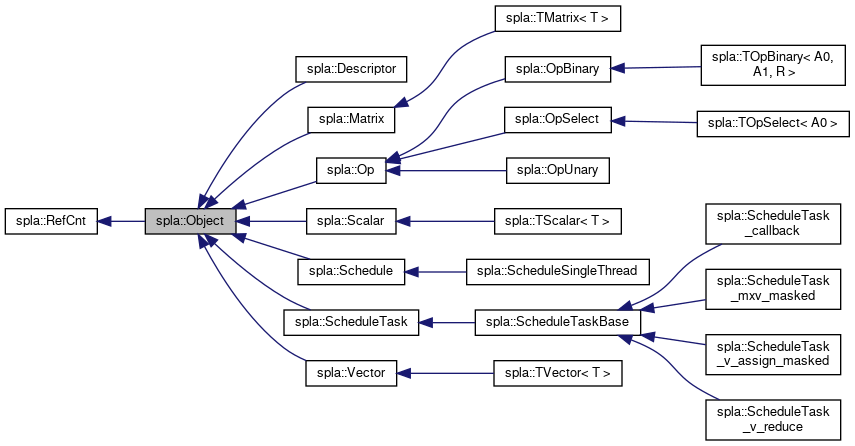 spla::RefCnt
spla::Object
spla::Descriptor
spla::Matrix
spla::TMatrix< T >
spla::Op
spla::OpBinary
spla::TOpBinary< A0,
A1, R >
spla::OpSelect
spla::TOpSelect< A0 >
spla::OpUnary
spla::Scalar
spla::TScalar< T >
spla::Schedule
spla::ScheduleSingleThread
spla::ScheduleTask
spla::ScheduleTaskBase
spla::ScheduleTask
_callback
spla::ScheduleTask
_mxv_masked
spla::ScheduleTask
_v_assign_masked
spla::ScheduleTask
_v_reduce
spla::Vector
spla::TVector< T >